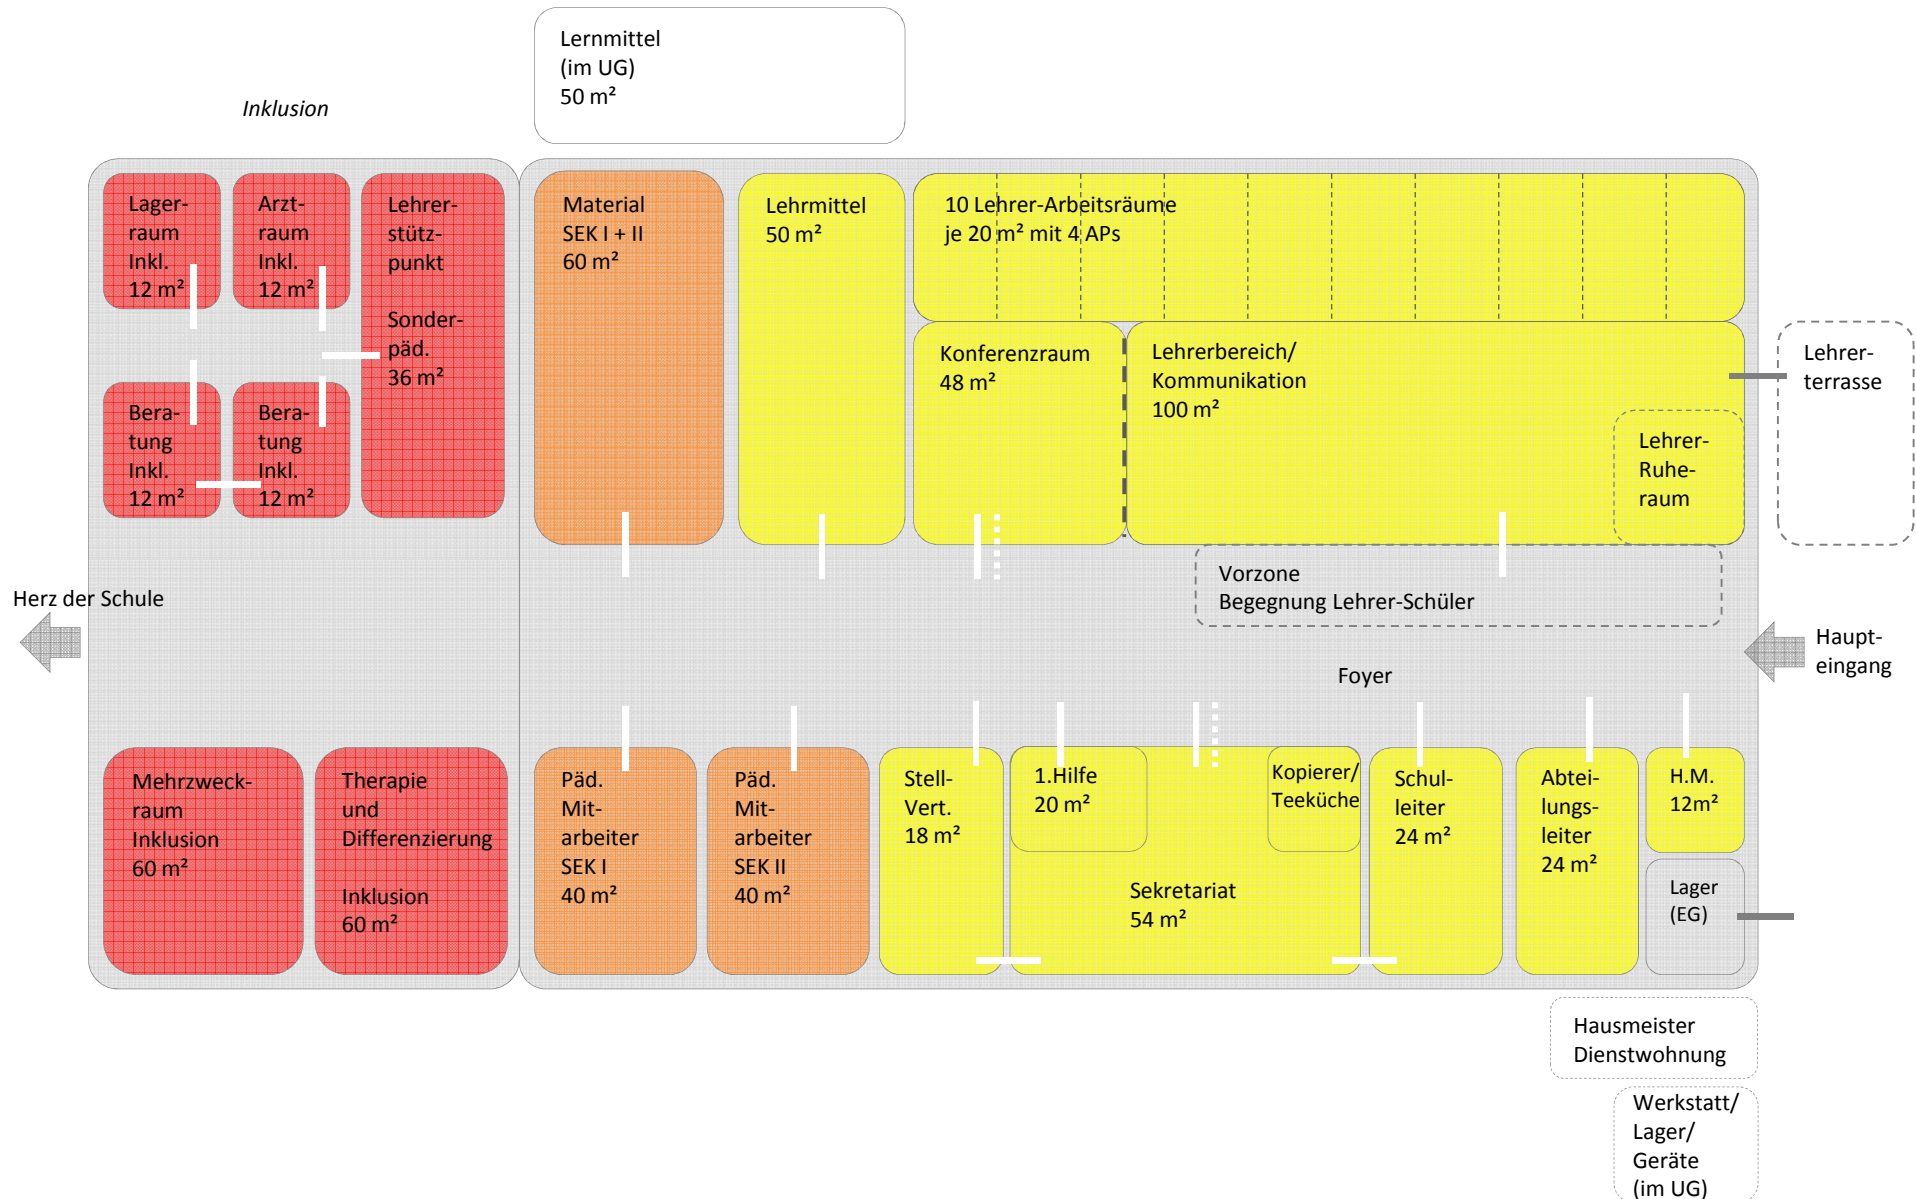 Lernmittel
(im UG)
50 m²
Inklusion
Lager-
raum
Inkl.
12 m²
Arzt-
raum
Inkl.
12 m²
Lehrer-
stütz-
punkt
Sonder-
päd.
36 m²
Bera-
tung
Inkl.
12 m²
Bera-
tung
Inkl.
12 m²
Material
SEK I + II
60 m²
Lehrmittel
50 m²
10 Lehrer-Arbeitsräume
je 20 m² mit 4 APs
Konferenzraum
48 m²
Lehrerbereich/
Kommunikation
100 m²
Lehrer-
Ruhe-
raum
Lehrer-
terrasse
Vorzone
Begegnung Lehrer-Schüler
Herz der Schule
Haupt-
eingang
Foyer
Mehrzweck-
raum
Inklusion
60 m²
Therapie
und
Differenzierung
Inklusion
60 m²
Päd.
Mit-
arbeiter
SEK I
40 m²
Päd.
Mit-
arbeiter
SEK II
40 m²
Stell-
Vert.
18 m²
1.Hilfe
20 m²
Kopierer/
Teeküche
Sekretariat
54 m²
Schul-
leiter
24 m²
Abtei-
lungs-
leiter
24 m²
H.M.
12m²
Lager
(EG)
Hausmeister
Dienstwohnung
Werkstatt/
Lager/
Geräte
(im UG)